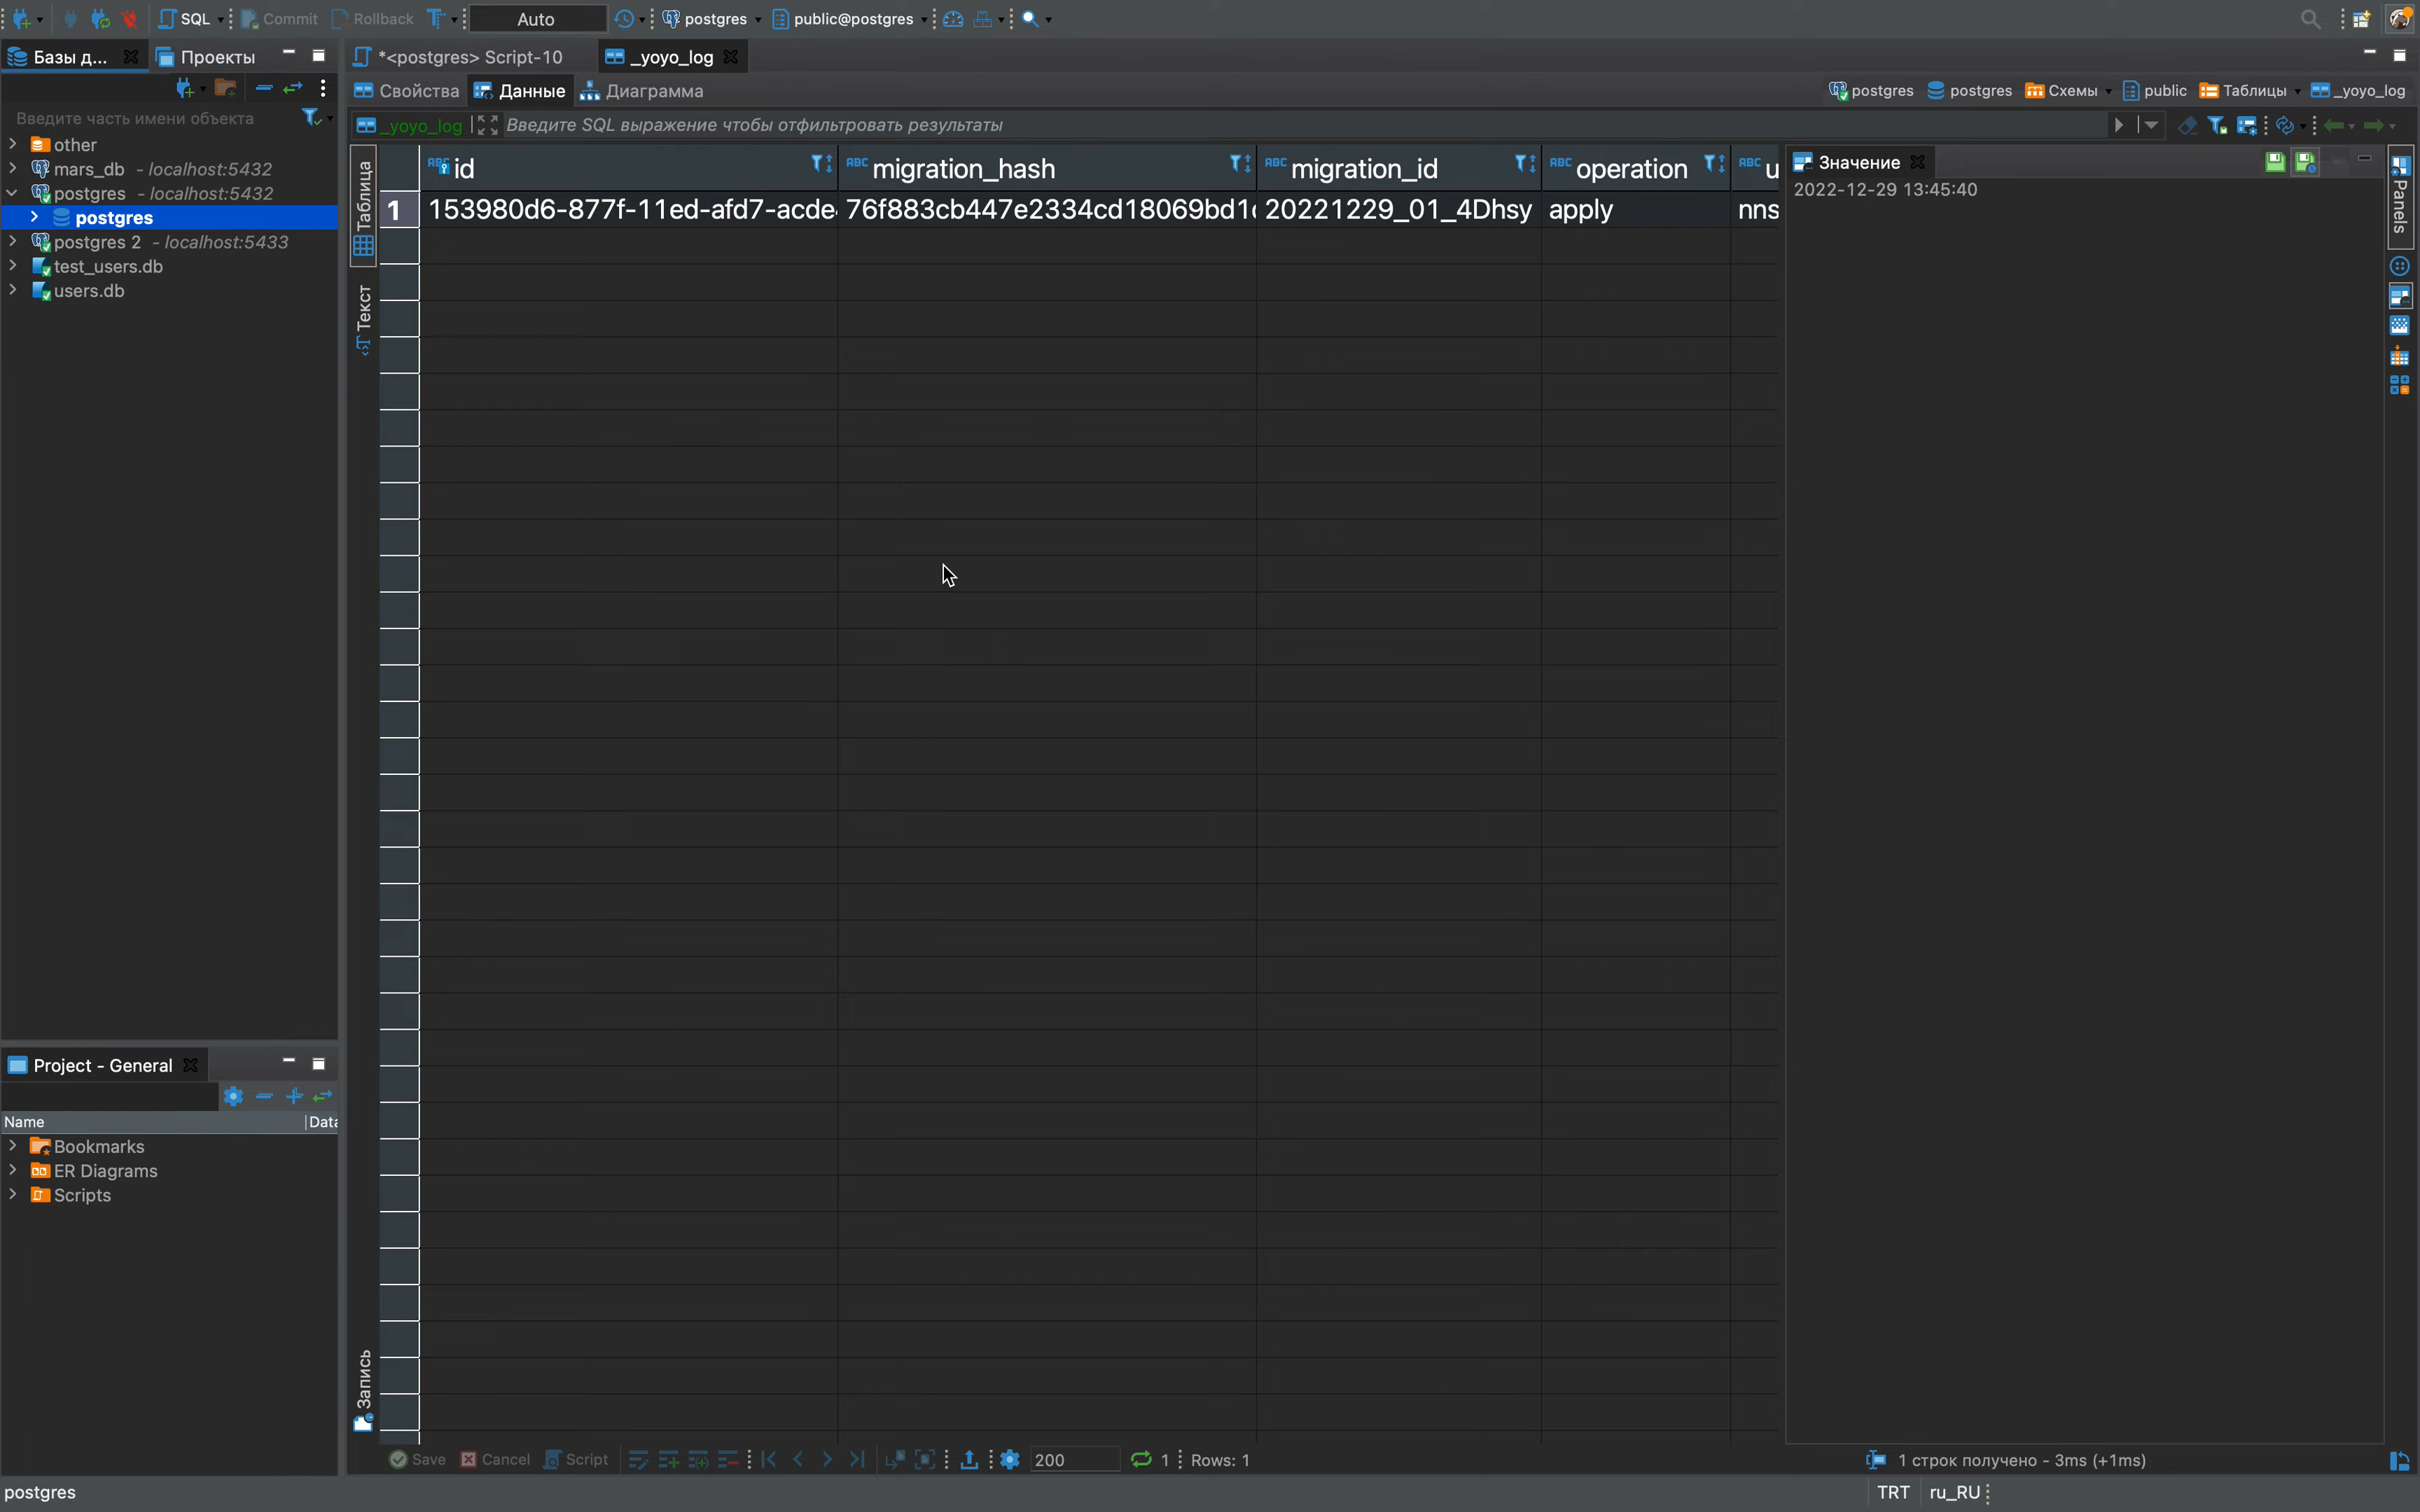 SQL Commit Rollback Auto postgres public@postgres
Базы д... Проекты
*<postgres> Script-10 _yoyo_log
Свойства Данные Диаграмма
postgres postgres Схемы public Таблицы _yoyo_log
Введите часть имени объекта
_yoyo_log Введите SQL выражение чтобы отфильтровать результаты
other
mars_db - localhost:5432
postgres - localhost:5432
postgres
postgres 2 - localhost:5433
test_users.db
users.db
Таблица
Текст
Запись
ABC id ABC migration_hash ABC migration_id ABC operation ABC u
1 153980d6-877f-11ed-afd7-acde 76f883cb447e2334cd18069bd1 20221229_01_4Dhsy apply nns
Значение
2022-12-29 13:45:40
Panels
Project - General
Name Data
Bookmarks
ER Diagrams
Scripts
Save Cancel Script 200 1 Rows: 1
1 строк получено - 3ms (+1ms)
postgres
TRT ru_RU